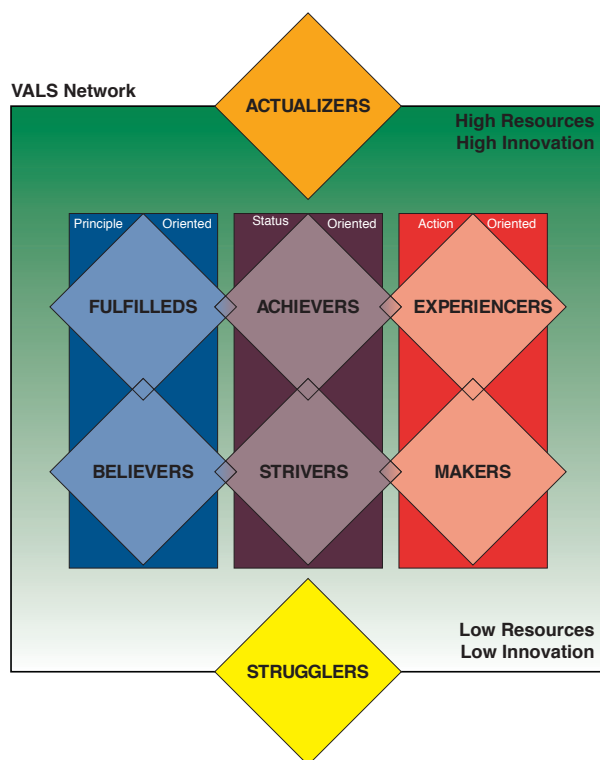 VALS Network
ACTUALIZERS
High Resources
High Innovation
Principle Oriented
Status Oriented
Action Oriented
FULFILLEDS
ACHIEVERS
EXPERIENCERS
BELIEVERS
STRIVERS
MAKERS
Low Resources
Low Innovation
STRUGGLERS